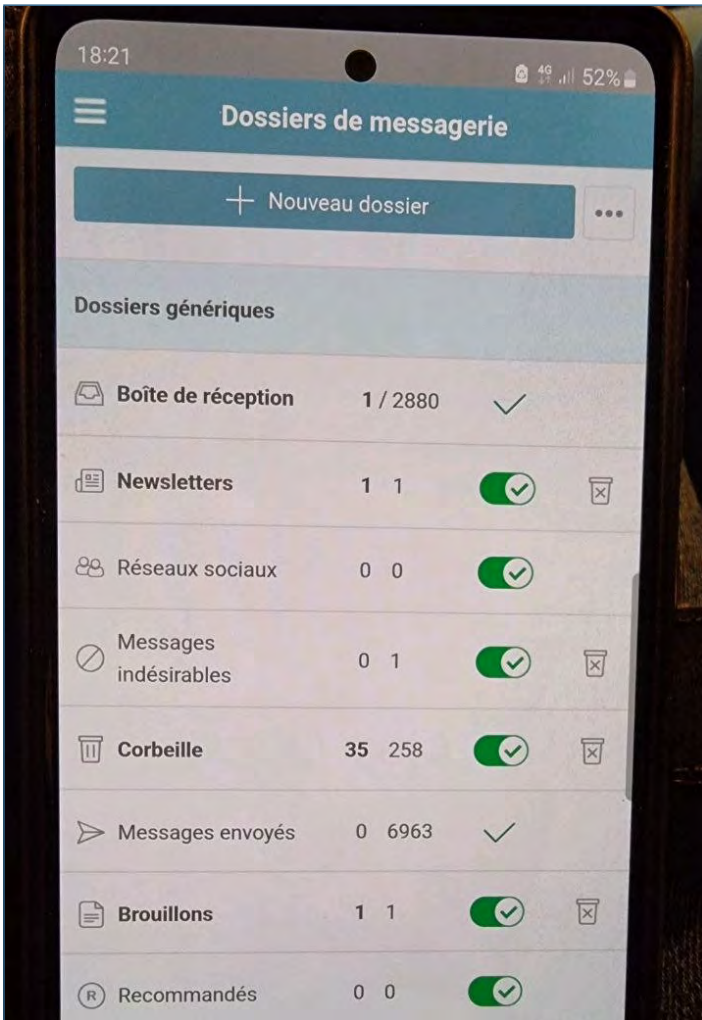 18:21
4G 52%
Dossiers de messagerie
+ Nouveau dossier
Dossiers génériques
Boîte de réception 1 / 2880
Newsletters 1 1
Réseaux sociaux 0 0
Messages
indésirables 0 1
Corbeille 35 258
Messages envoyés 0 6963
Brouillons 1 1
R Recommandés 0 0